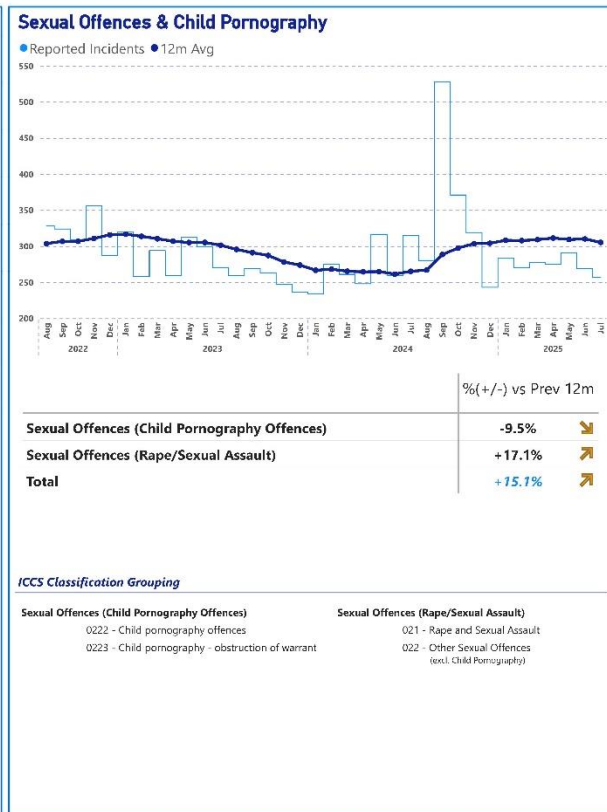 Sexual Offences & Child Pornography
Reported Incidents 12m Avg
550
500
450
400
350
300
250
200
Aug Sep Oct Nov Dec Jan Feb Mar Apr May Jun Jul Aug Sep Oct Nov Dec Jan Feb Mar Apr May Jun Jul Aug Sep Oct Nov Dec Jan Feb Mar Apr May Jun Jul
2022 2023 2024 2025
%(+/-) vs Prev 12m
Sexual Offences (Child Pornography Offences) -9.5%
Sexual Offences (Rape/Sexual Assault) +17.1%
Total +15.1%
ICCS Classification Grouping
Sexual Offences (Child Pornography Offences) Sexual Offences (Rape/Sexual Assault)
0222 - Child pornography offences 021 - Rape and Sexual Assault
0223 - Child pornography - obstruction of warrant 022 - Other Sexual Offences
(excl. Child Pornography)